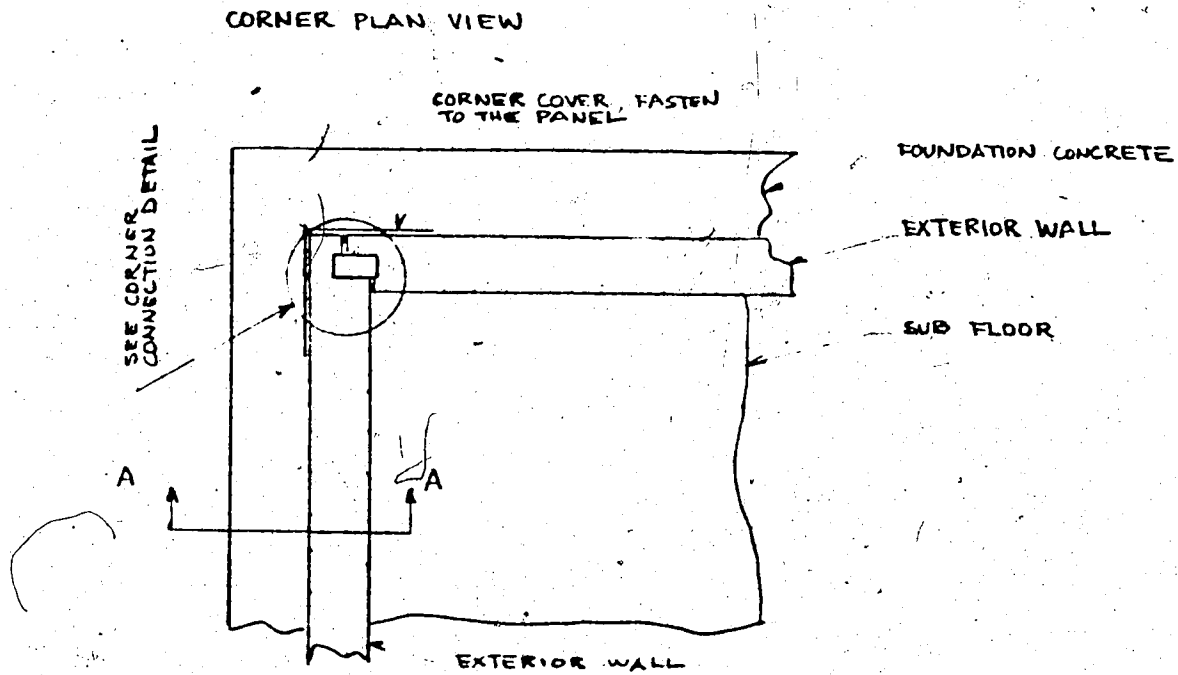 CORNER PLAN VIEW
CORNER COVER, FASTEN
TO THE PANEL
SEE CORNER
CONNECTION DETAIL
FOUNDATION CONCRETE
EXTERIOR WALL
SUB FLOOR
A
A
EXTERIOR WALL